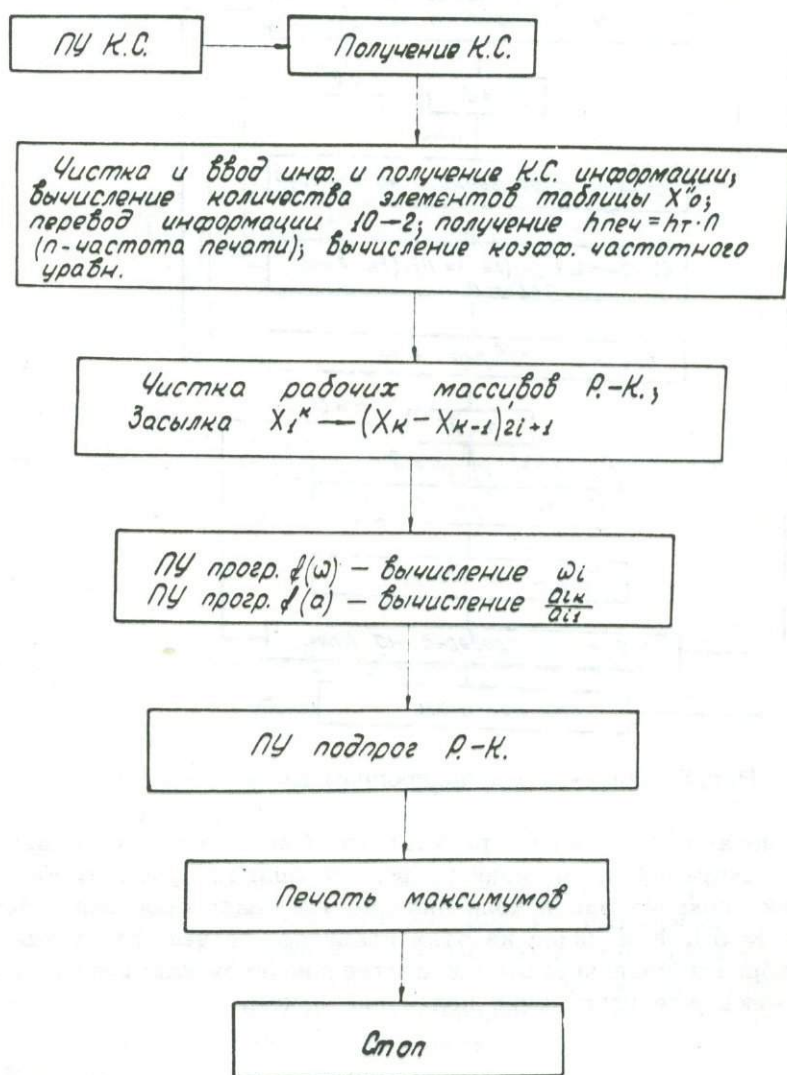 ПУ К.С.
Получение К.С.
Чистка и ввод инф. и получение К.С. информации;
вычисление количества элементов таблицы X"о;
перевод информации 10—2; получение hпеч = hт·n
(n-частота печати); вычисление коэфф. частотного
уравн.
Чистка рабочих массивов Р.-К.;
Засылка X₁ᵏ — (Xк – Xк-1)'2i+1
ПУ прогр. f(ω) – вычисление ωi
ПУ прогр. f(a) – вычисление aiк/ai1
ПУ подпрог Р.-К.
Печать максимумов
Стоп